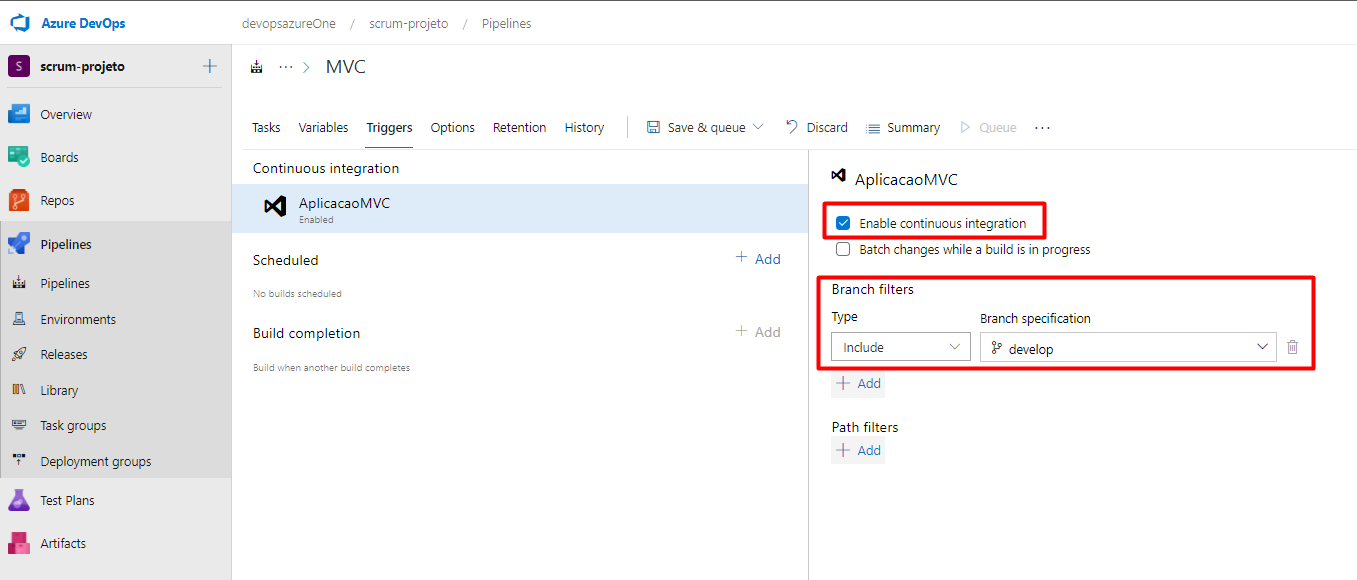 Azure DevOps
devopsazureOne / scrum-projeto / Pipelines
S scrum-projeto +
Overview
Boards
Repos
Pipelines
Pipelines
Environments
Releases
Library
Task groups
Deployment groups
Test Plans
Artifacts
... > MVC
Tasks Variables Triggers Options Retention History Save & queue Discard Summary Queue ...
Continuous integration
AplicacaoMVC
Enabled
Scheduled + Add
No builds scheduled
Build completion + Add
Build when another build completes
AplicacaoMVC
Enable continuous integration
Batch changes while a build is in progress
Branch filters
Type Branch specification
Include develop
+ Add
Path filters
+ Add